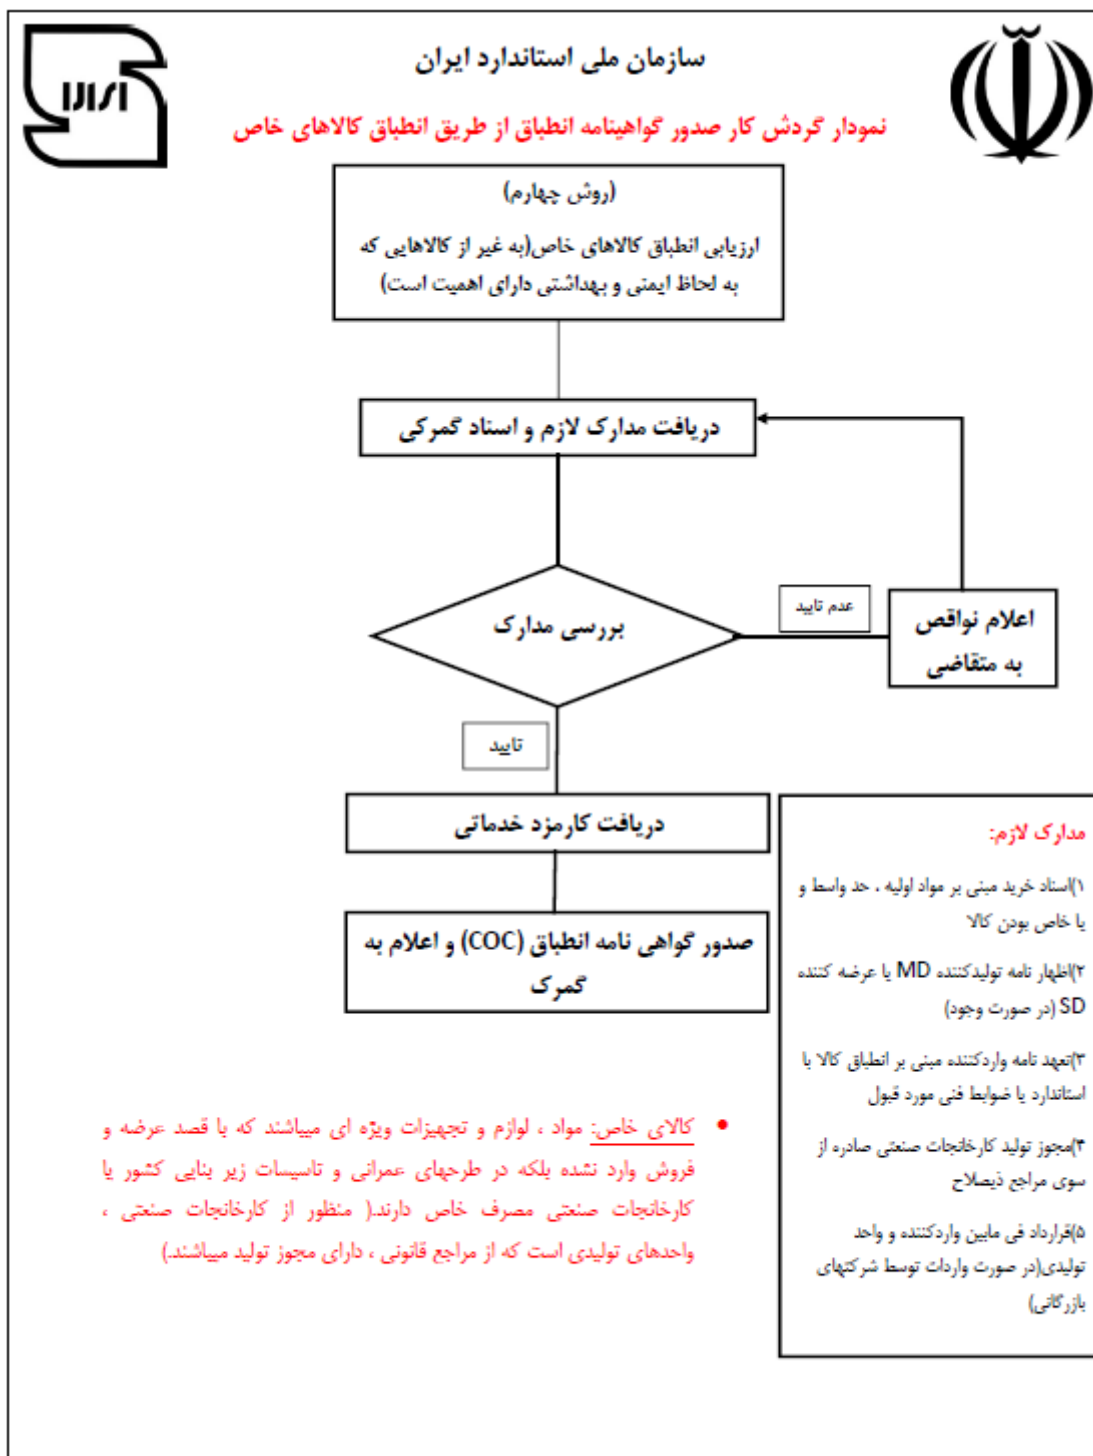 سازمان ملی استاندارد ایران
نمودار گردش کار صدور گواهینامه انطباق از طریق انطباق کالاهای خاص
(روش چهارم)
ارزیابی انطباق کالاهای خاص(به غیر از کالاهایی که
به لحاظ ایمنی و بهداشتی دارای اهمیت است)
دریافت مدارک لازم و اسناد گمرکی
بررسی مدارک
عدم تایید
اعلام نواقص
به متقاضی
تایید
دریافت کارمزد خدماتی
صدور گواهی نامه انطباق (COC) و اعلام به
گمرک
مدارک لازم:
۱)اسناد خرید مبنی بر مواد اولیه ، حد واسط و
یا خاص بودن کالا
۲)اظهار نامه تولیدکننده MD یا عرضه کننده
SD (در صورت وجود)
۳)تعهد نامه واردکننده مبنی بر انطباق کالا با
استاندارد یا ضوابط فنی مورد قبول
۴)مجوز تولید کارخانجات صنعتی صادره از
سوی مراجع ذیصلاح
۵)قرارداد فی مابین واردکننده و واحد
تولیدی(در صورت واردات توسط شرکتهای
بازرگانی)
• کالای خاص: مواد ، لوازم و تجهیزات ویژه ای میباشند که با قصد عرضه و
فروش وارد نشده بلکه در طرحهای عمرانی و تاسیسات زیر بنایی کشور یا
کارخانجات صنعتی مصرف خاص دارند.( منظور از کارخانجات صنعتی ،
واحدهای تولیدی است که از مراجع قانونی ، دارای مجوز تولید میباشند.)